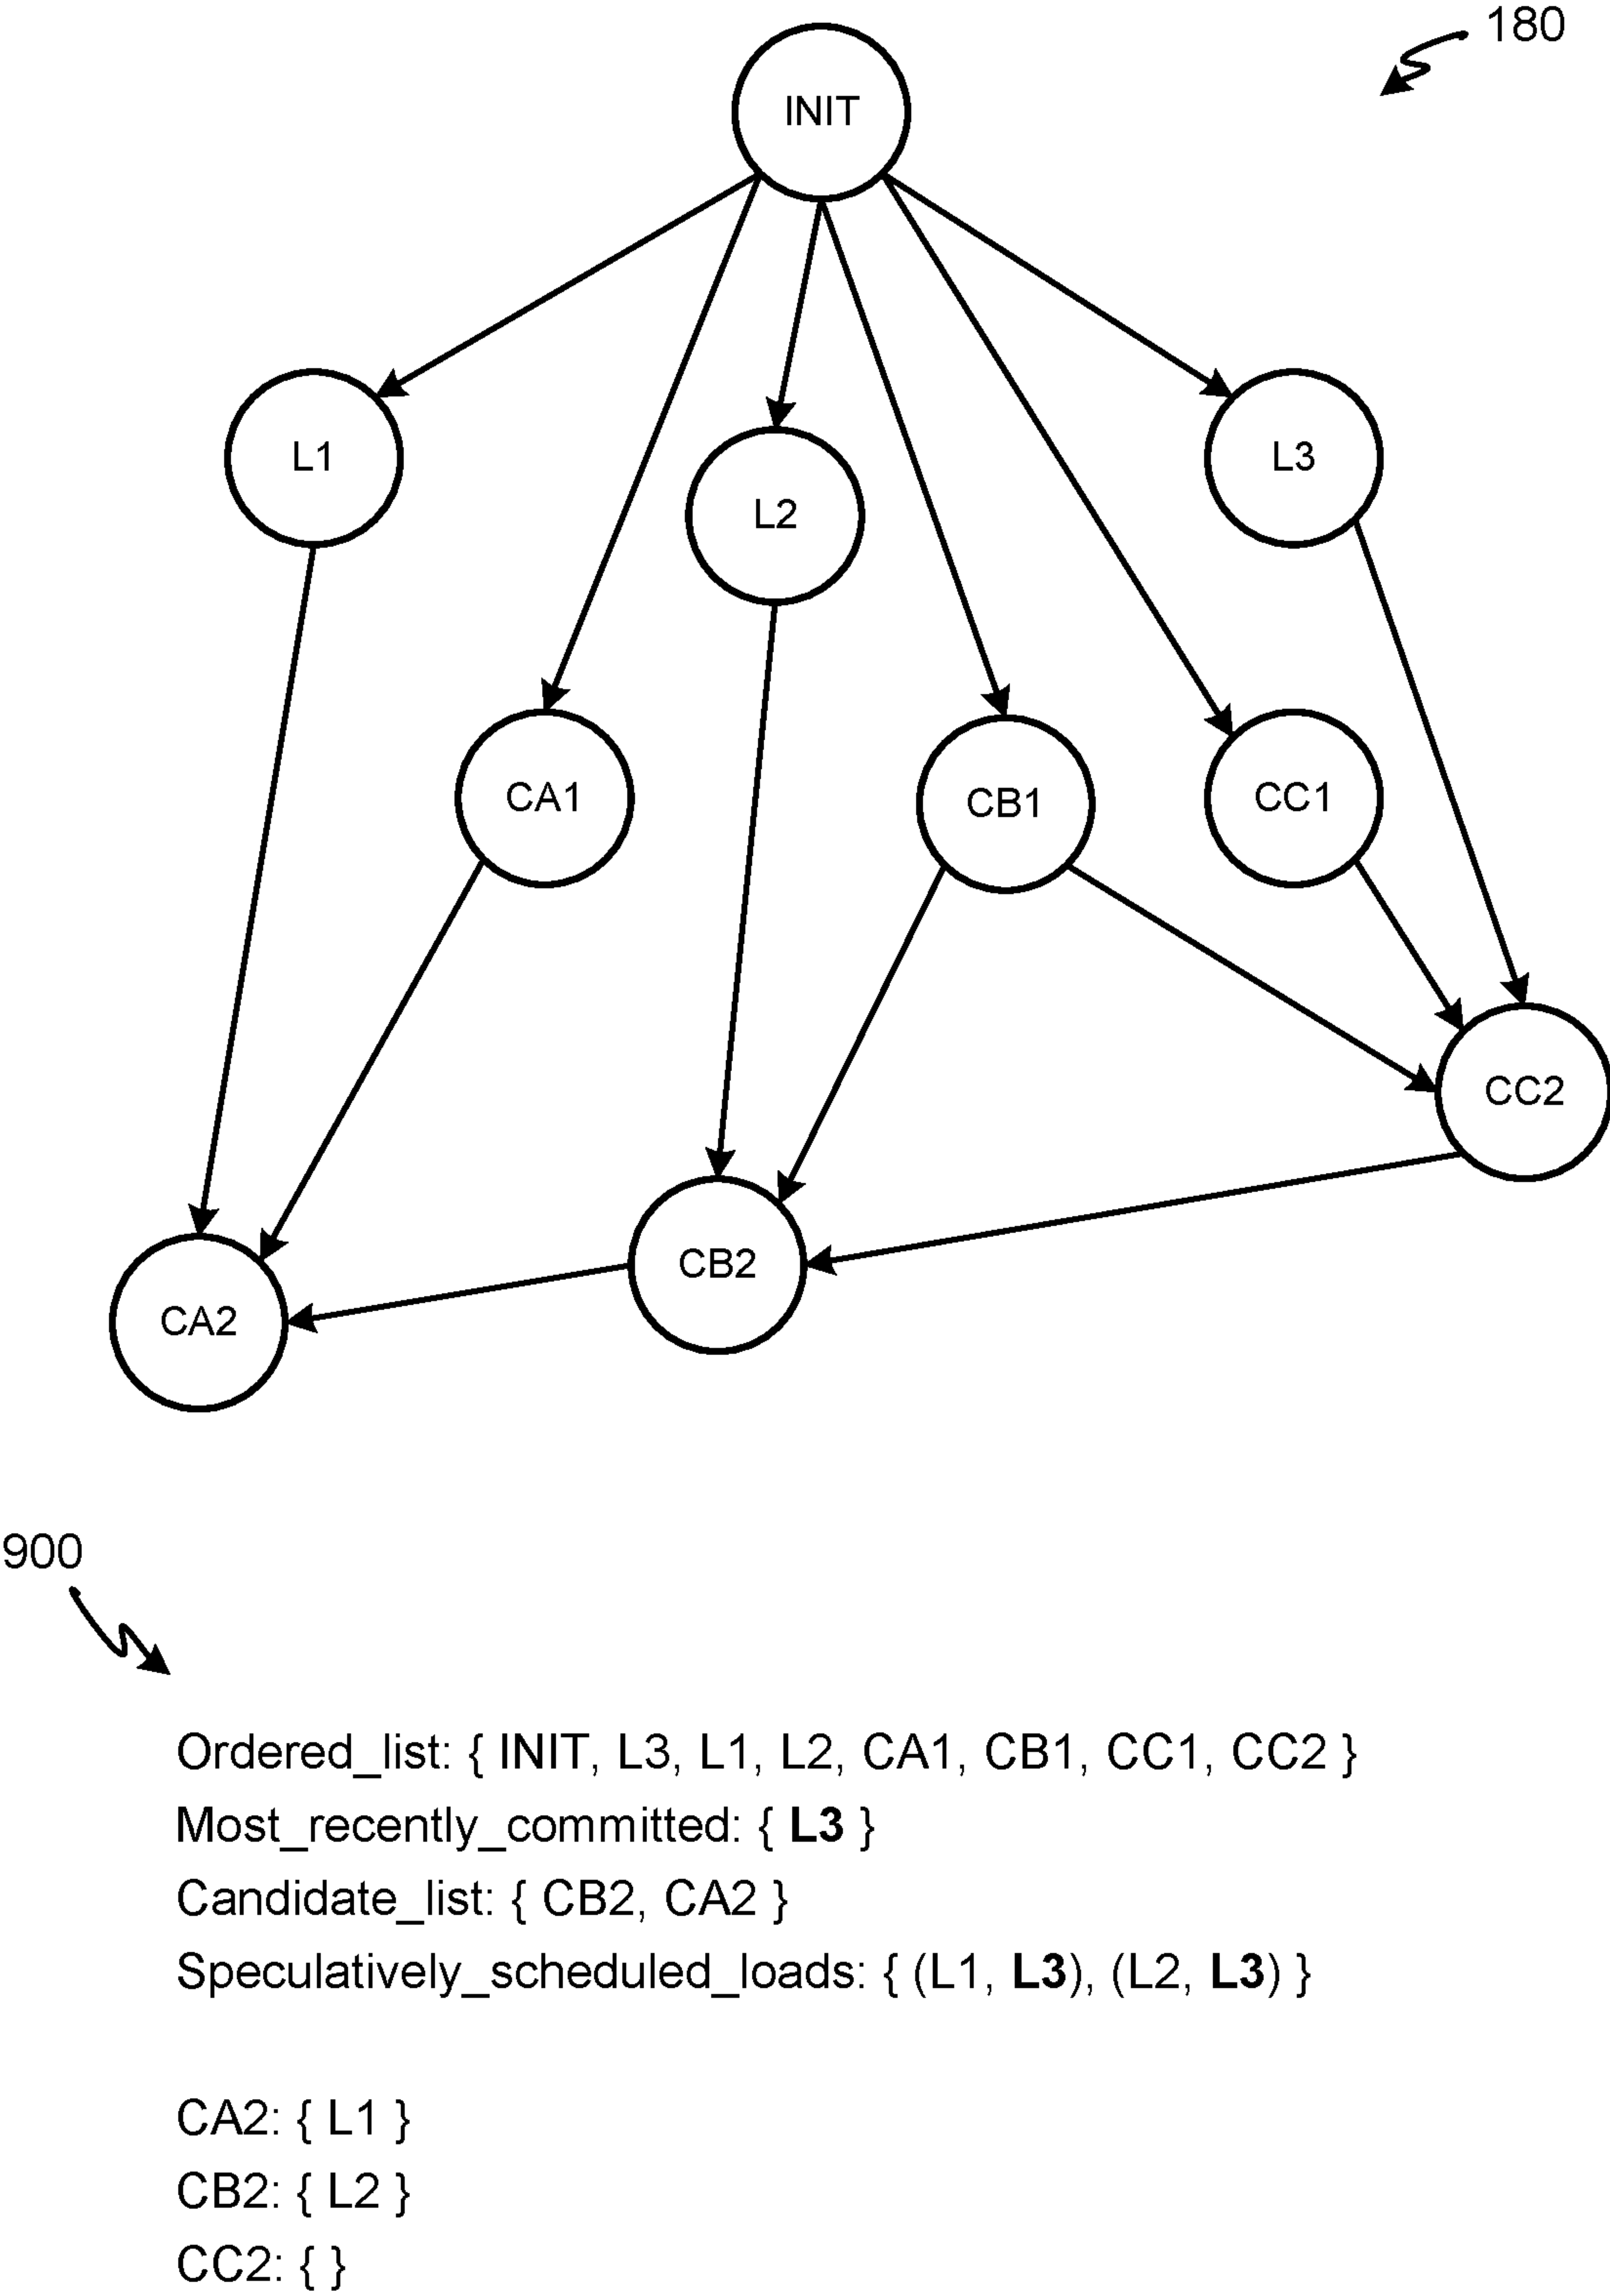 180
INIT
L1
L3
L2
CA1
CB1
CC1
CC2
CB2
CA2
900
Ordered_list: { INIT, L3, L1, L2, CA1, CB1, CC1, CC2 }
Most_recently_committed: { L3 }
Candidate_list: { CB2, CA2 }
Speculatively_scheduled_loads: { (L1, L3), (L2, L3) }
CA2: { L1 }
CB2: { L2 }
CC2: { }